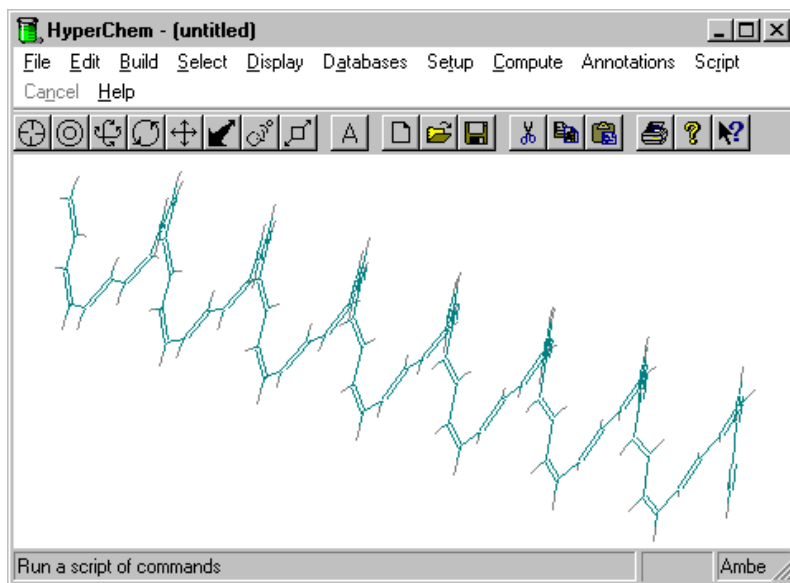 HyperChem - (untitled)
File Edit Build Select Display Databases Setup Compute Annotations Script
Cancel Help
A ? ?
Run a script of commands Ambe